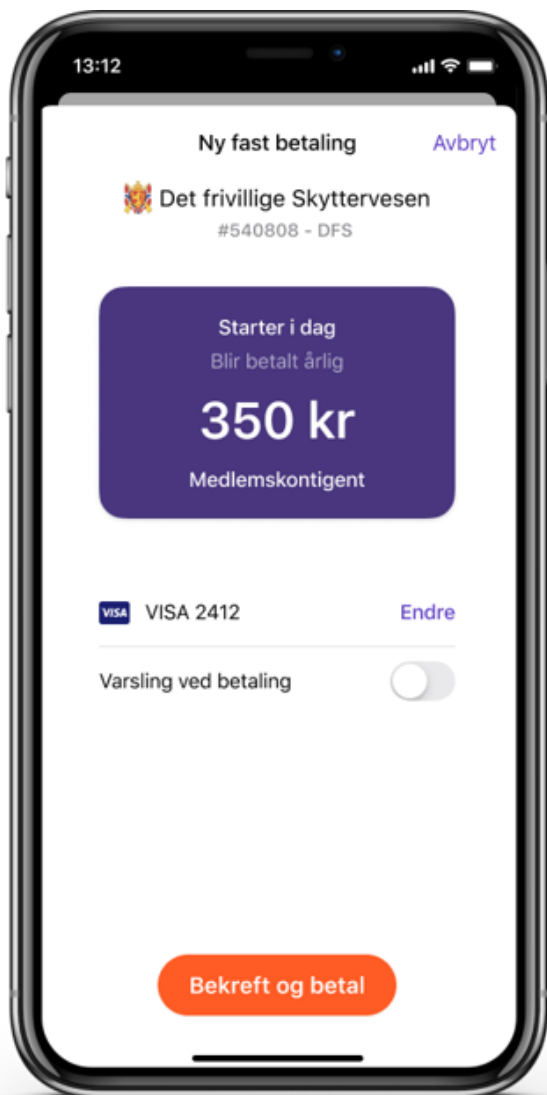 13:12
Ny fast betaling
Avbryt
Det frivillige Skyttervesen
#540808 - DFS
Starter i dag
Blir betalt årlig
350 kr
Medlemskontigent
VISA VISA 2412
Endre
Varsling ved betaling
Bekreft og betal